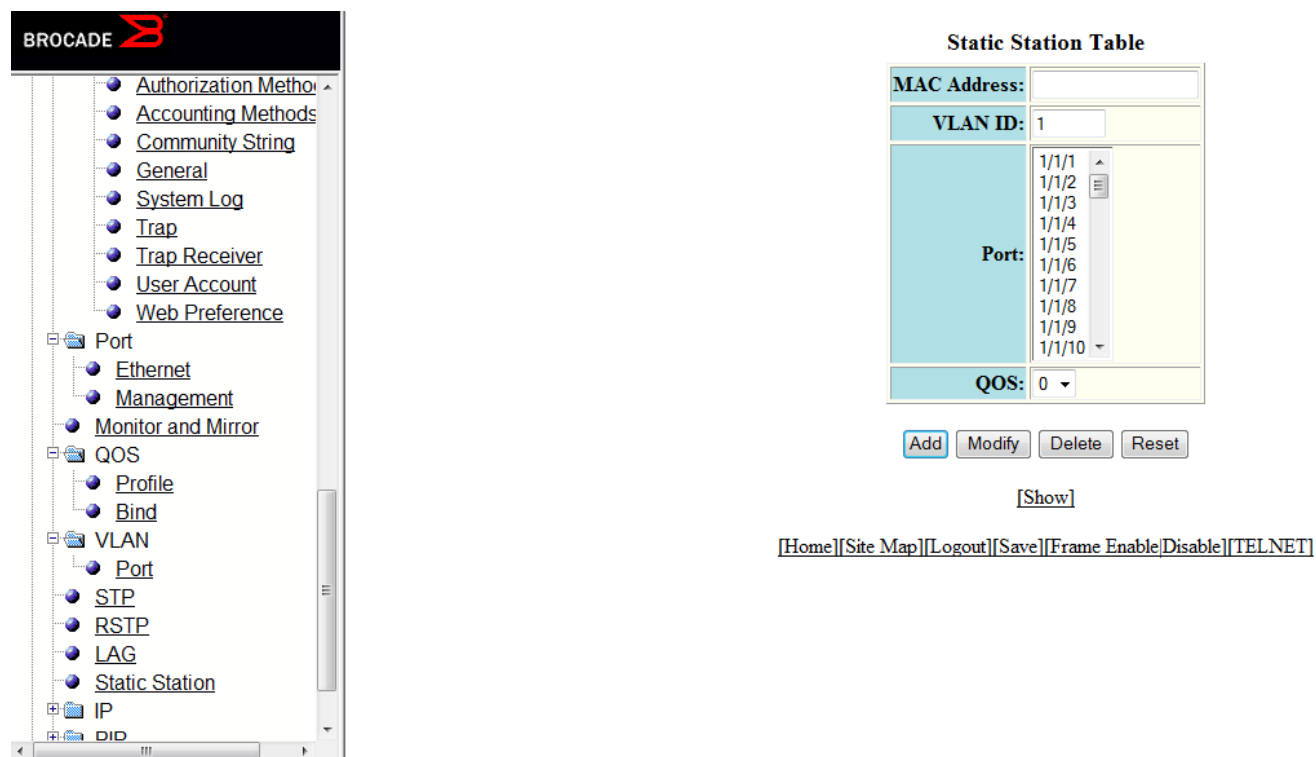 BROCADE
Authorization Metho
Accounting Methods
Community String
General
System Log
Trap
Trap Receiver
User Account
Web Preference
Port
Ethernet
Management
Monitor and Mirror
QOS
Profile
Bind
VLAN
Port
STP
RSTP
LAG
Static Station
IP
Static Station Table
MAC Address:
VLAN ID: 1
Port:
1/1/1
1/1/2
1/1/3
1/1/4
1/1/5
1/1/6
1/1/7
1/1/8
1/1/9
1/1/10
QOS: 0
Add Modify Delete Reset
[Show]
[Home][Site Map][Logout][Save][Frame Enable|Disable][TELNET]